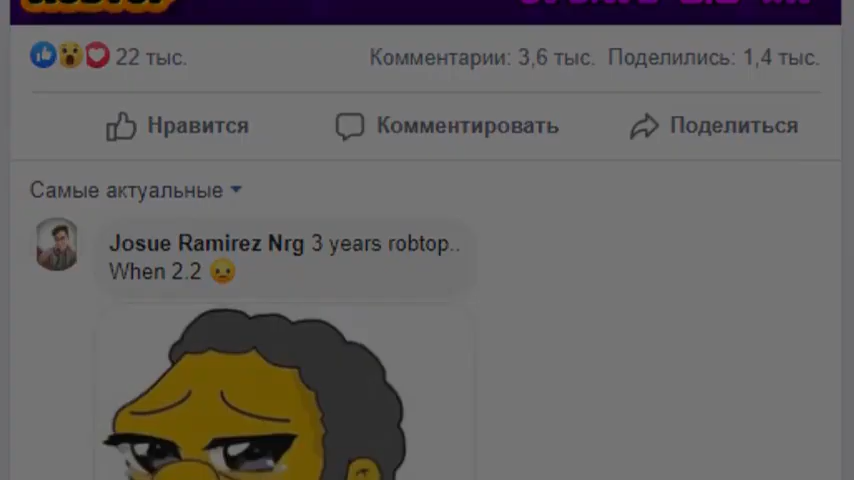 22 тыс. Комментарии: 3,6 тыс. Поделились: 1,4 тыс.
Нравится Комментировать Поделиться
Самые актуальные
Josue Ramirez Nrg 3 years robtop..
When 2.2